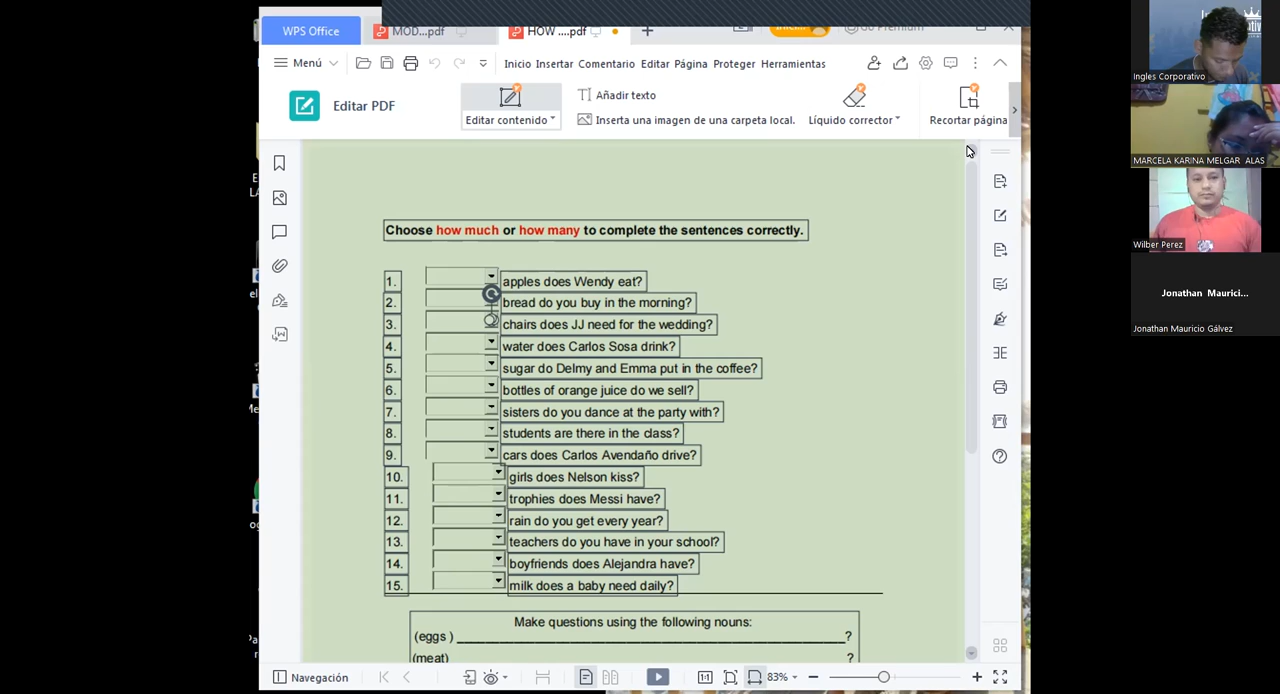 WPS Office
MOD...pdf
HOW ....pdf
Menú
Inicio Insertar Comentario Editar Página Proteger Herramientas
Editar PDF
Editar contenido
Añadir texto
Inserta una imagen de una carpeta local.
Líquido corrector
Recortar página
Choose how much or how many to complete the sentences correctly.
1. apples does Wendy eat?
2. bread do you buy in the morning?
3. chairs does JJ need for the wedding?
4. water does Carlos Sosa drink?
5. sugar do Delmy and Emma put in the coffee?
6. bottles of orange juice do we sell?
7. sisters do you dance at the party with?
8. students are there in the class?
9. cars does Carlos Avendaño drive?
10. girls does Nelson kiss?
11. trophies does Messi have?
12. rain do you get every year?
13. teachers do you have in your school?
14. boyfriends does Alejandra have?
15. milk does a baby need daily?
Make questions using the following nouns:
(eggs ) ?
(meat) ?
Navegación
1:1
83%
Ingles Corporativo
MARCELA KARINA MELGAR ALAS
Wilber Perez
Jonathan Maurici...
Jonathan Mauricio Gálvez